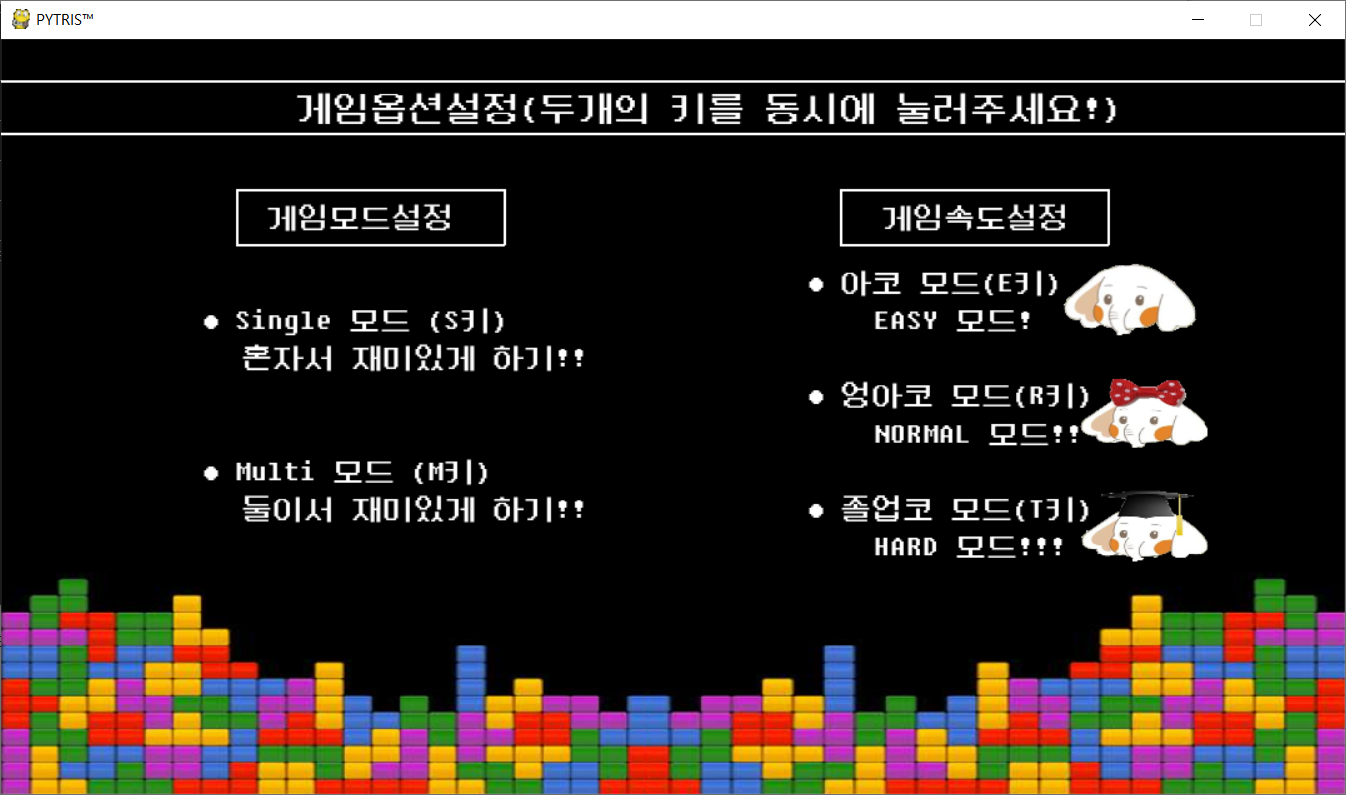 PYTRIS™
게임옵션설정(두개의 키를 동시에 눌러주세요!)
게임모드설정
● Single 모드 (S키)
혼자서 재미있게 하기!!
● Multi 모드 (M키)
둘이서 재미있게 하기!!
게임속도설정
● 아코 모드(E키)
EASY 모드!
● 엉아코 모드(R키)
NORMAL 모드!!
● 졸업코 모드(T키)
HARD 모드!!!